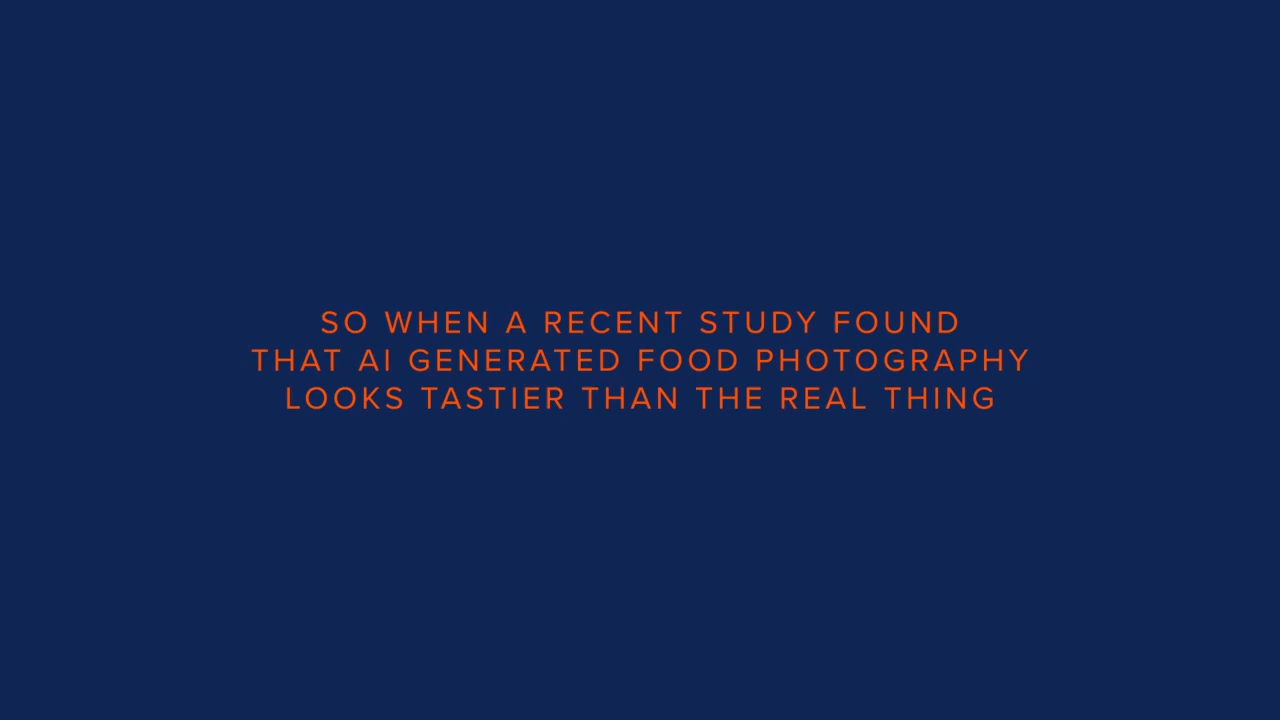 SO WHEN A RECENT STUDY FOUND
THAT AI GENERATED FOOD PHOTOGRAPHY
LOOKS TASTIER THAN THE REAL THING